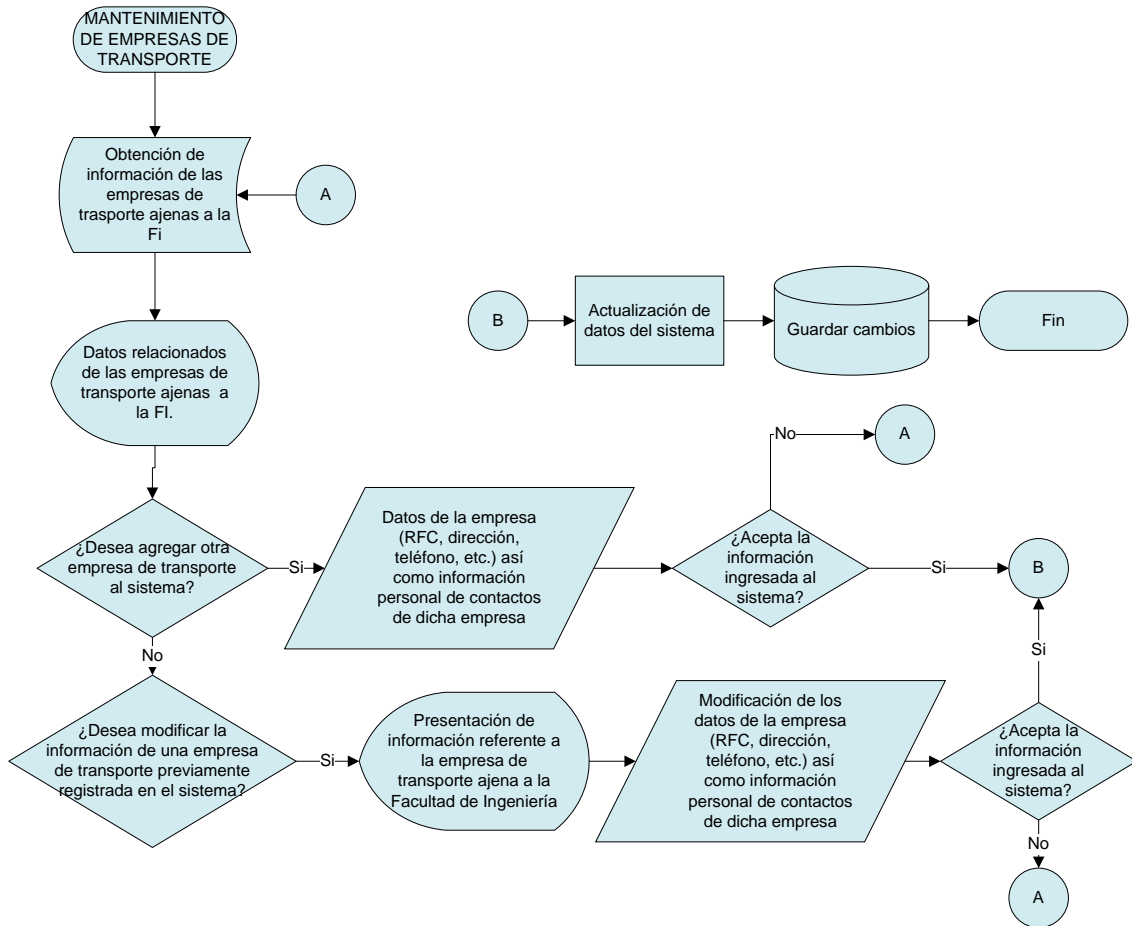 MANTENIMIENTO
DE EMPRESAS DE
TRANSPORTE
Obtención de
información de las
empresas de
trasporte ajenas a la
Fi
A
B
Actualización de
datos del sistema
Guardar cambios
Fin
Datos relacionados
de las empresas de
transporte ajenas a
la FI.
No
A
¿Desea agregar otra
empresa de transporte
al sistema?
Si
Datos de la empresa
(RFC, dirección,
teléfono, etc.) así
como información
personal de contactos
de dicha empresa
¿Acepta la
información
ingresada al
sistema?
Si
B
No
Si
¿Desea modificar la
información de una empresa
de transporte previamente
registrada en el sistema?
Si
Presentación de
información referente a
la empresa de
transporte ajena a la
Facultad de Ingeniería
Modificación de los
datos de la empresa
(RFC, dirección,
teléfono, etc.) así
como información
personal de contactos
de dicha empresa
¿Acepta la
información
ingresada al
sistema?
No
A